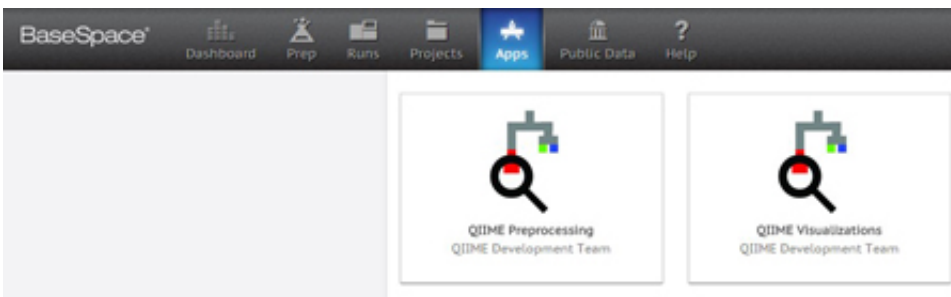 BaseSpace®
Dashboard
Prep
Runs
Projects
Apps
Public Data
?
Help
QIIME Preprocessing
QIIME Development Team
QIIME Visualizations
QIIME Development Team